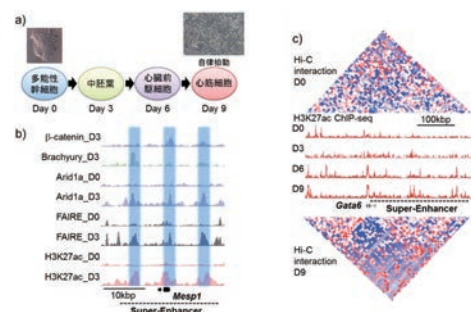 a)
自律拍動
多能性
幹細胞
中胚葉
心臓前
駆細胞
心筋細胞
Day 0
Day 3
Day 6
Day 9
b)
β-catenin_D3
Brachyury_D3
Arid1a_D0
Arid1a_D3
FAIRE_D0
FAIRE_D3
H3K27ac_D0
H3K27ac_D3
10kbp
Mesp1
Super-Enhancer
c)
Hi-C
interaction
D0
100kbp
H3K27ac ChIP-seq
D0
D3
D6
D9
Gata6
Super-Enhancer
Hi-C
interaction
D9